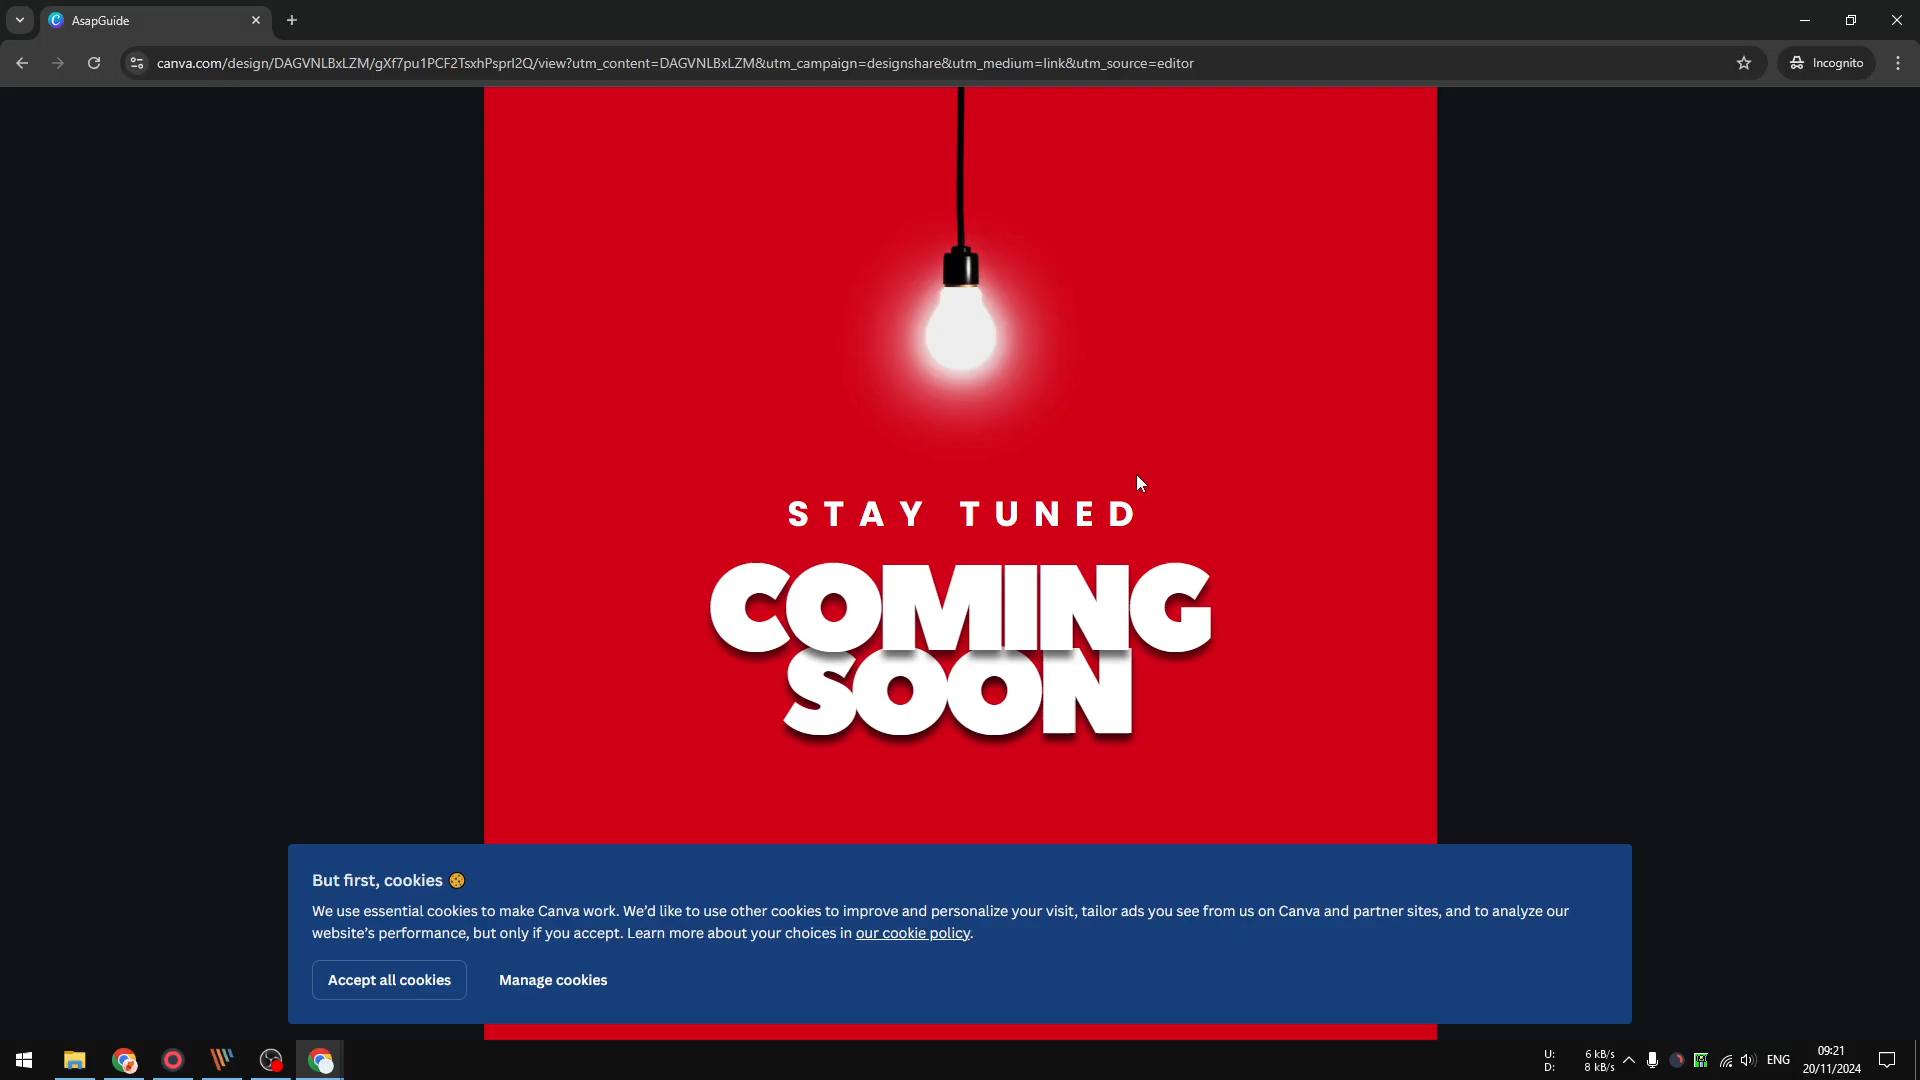 AsapGuide
canva.com/design/DAGVNLBxLZM/gXf7pu1PCF2TsxhPsprI2Q/view?utm_content=DAGVNLBxLZM&utm_campaign=designshare&utm_medium=link&utm_source=editor
Incognito
STAY TUNED
COMING
SOON
But first, cookies 🍪
We use essential cookies to make Canva work. We’d like to use other cookies to improve and personalize your visit, tailor ads you see from us on Canva and partner sites, and to analyze our
website’s performance, but only if you accept. Learn more about your choices in our cookie policy.
Accept all cookies
Manage cookies
U: 6 kB/s
D: 8 kB/s
ENG
09:21
20/11/2024